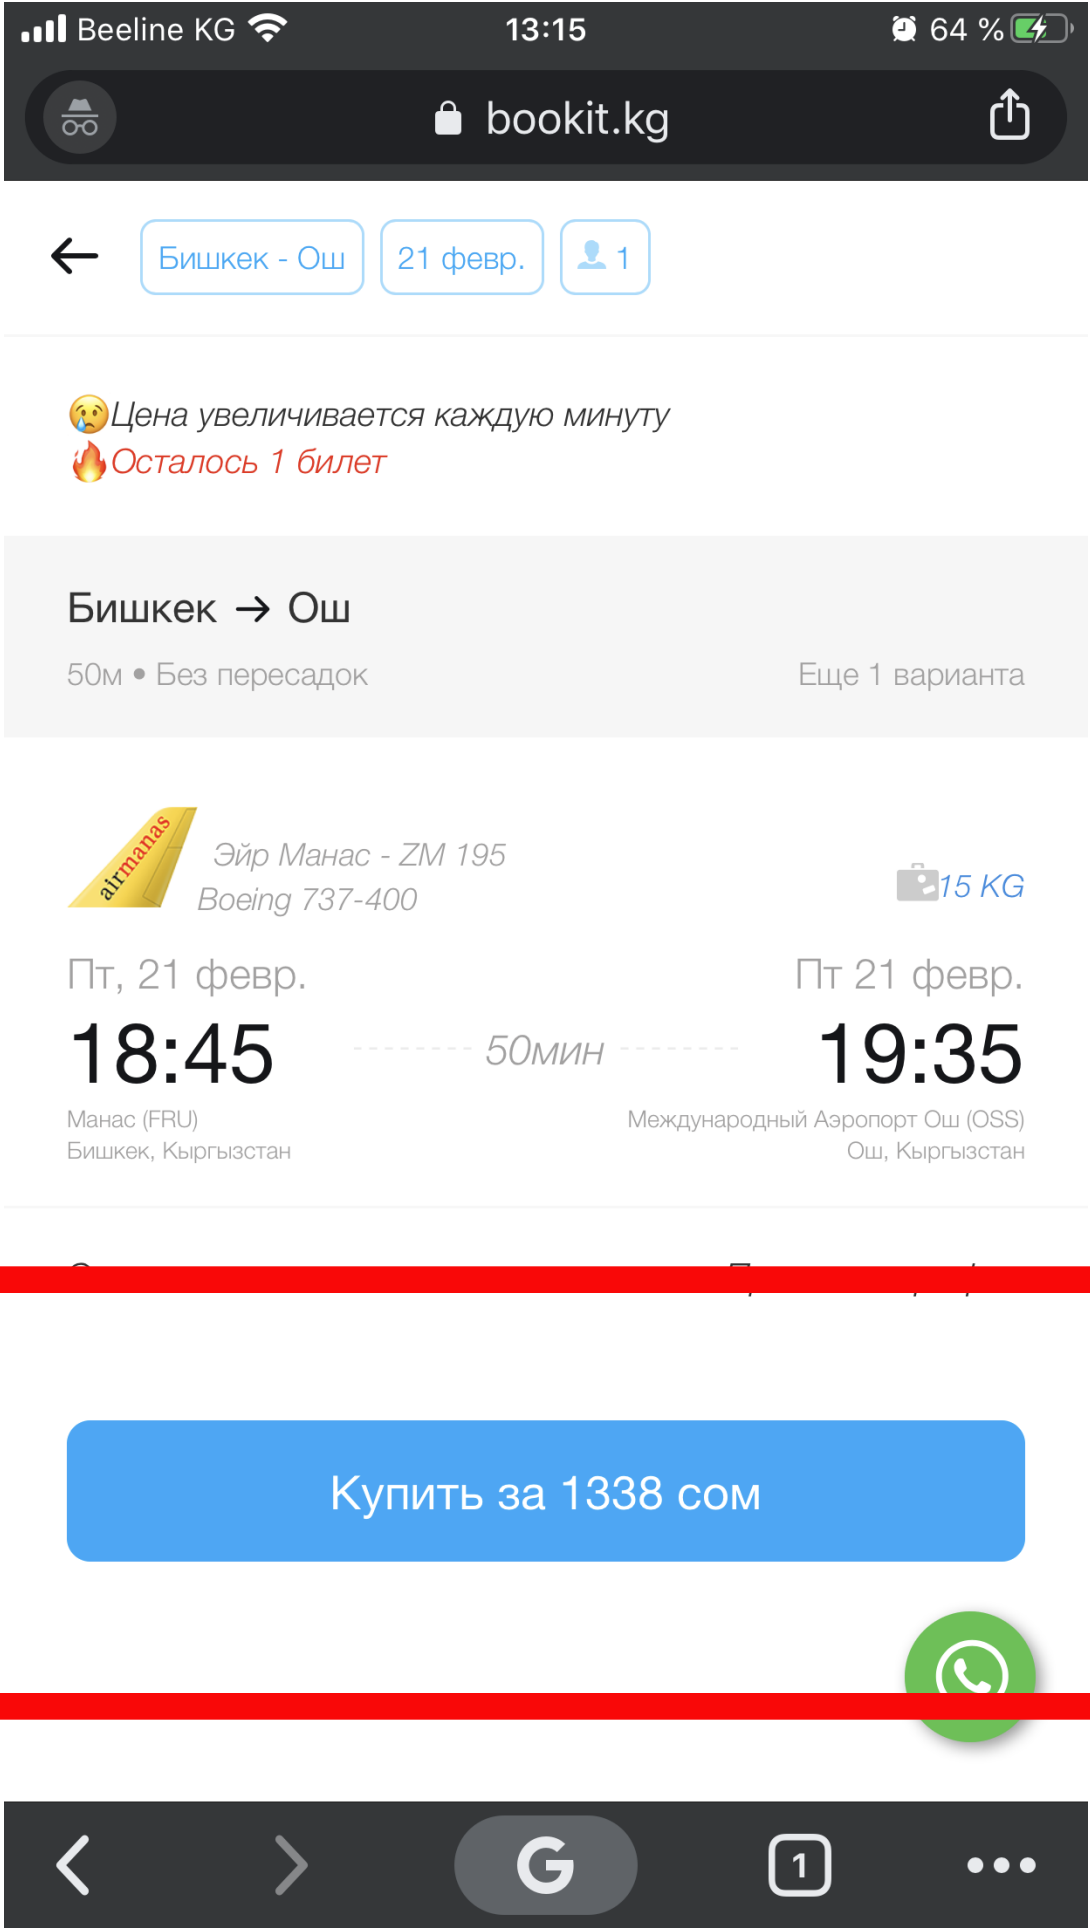 Beeline KG 13:15 64 %
bookit.kg
Бишкек - Ош 21 февр. 1
Цена увеличивается каждую минуту
Осталось 1 билет
Бишкек → Ош
50м • Без пересадок Еще 1 варианта
airmanas
Эйр Манас - ZM 195
Boeing 737-400
15 KG
Пт, 21 февр. Пт 21 февр.
18:45 50мин 19:35
Манас (FRU) Международный Аэропорт Ош (OSS)
Бишкек, Кыргызстан Ош, Кыргызстан
Купить за 1338 сом
G 1